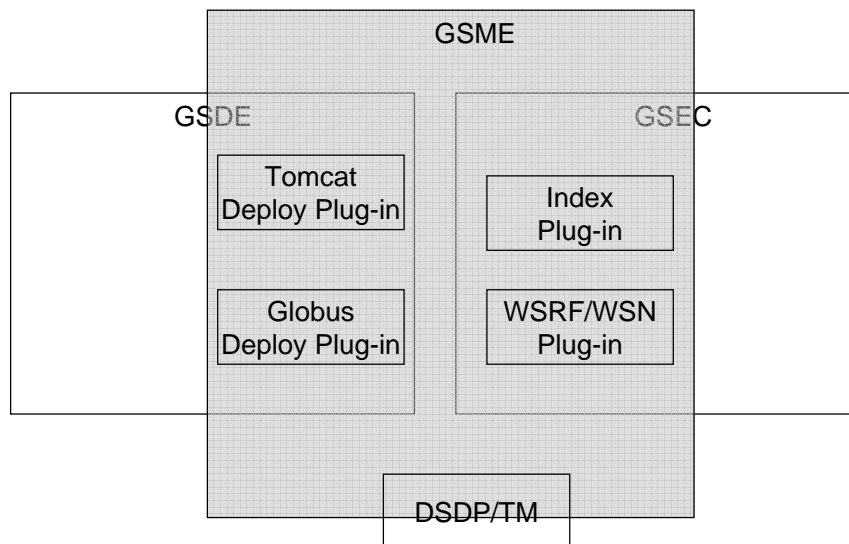 GSME
GSDE
GSEC
Tomcat
Deploy Plug-in
Index
Plug-in
Globus
Deploy Plug-in
WSRF/WSN
Plug-in
DSDP/TM